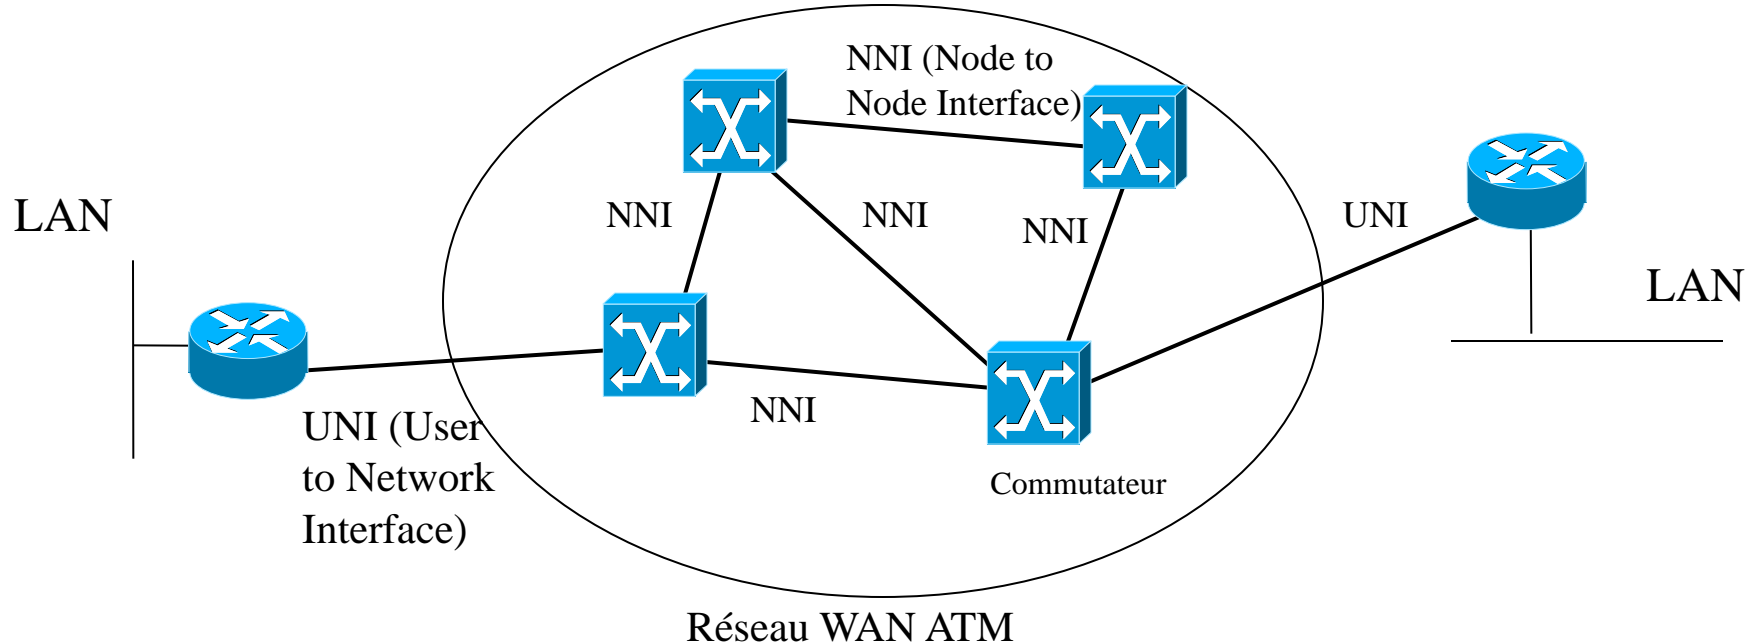 NNI (Node to
Node Interface)
LAN
NNI
NNI
NNI
UNI
LAN
UNI (User
to Network
Interface)
NNI
Commutateur
Réseau WAN ATM